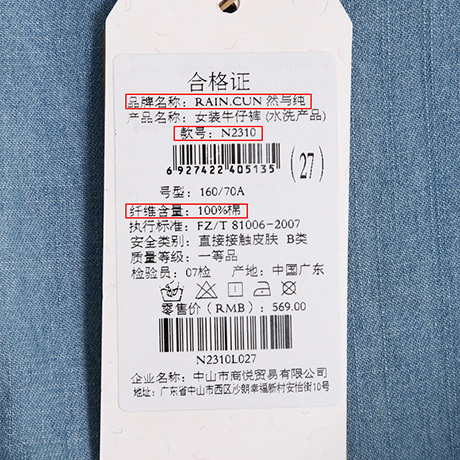 合格证
品牌名称：RAIN.CUN 然与纯
产品名称：女装牛仔裤(水洗产品)
款号：N2310
6 927422 405135
(27)
号型：160/70A
纤维含量：100%棉
执行标准：FZ/T 81006-2007
安全类别：直接接触皮肤 B类
质量等级：一等品
检验员：07检 产地：中国广东
零售价（RMB）：569.00
N2310L027
企业名称：中山市商悦贸易有限公司
地址：广东省中山市西区沙朗幸福新村安怡街10号